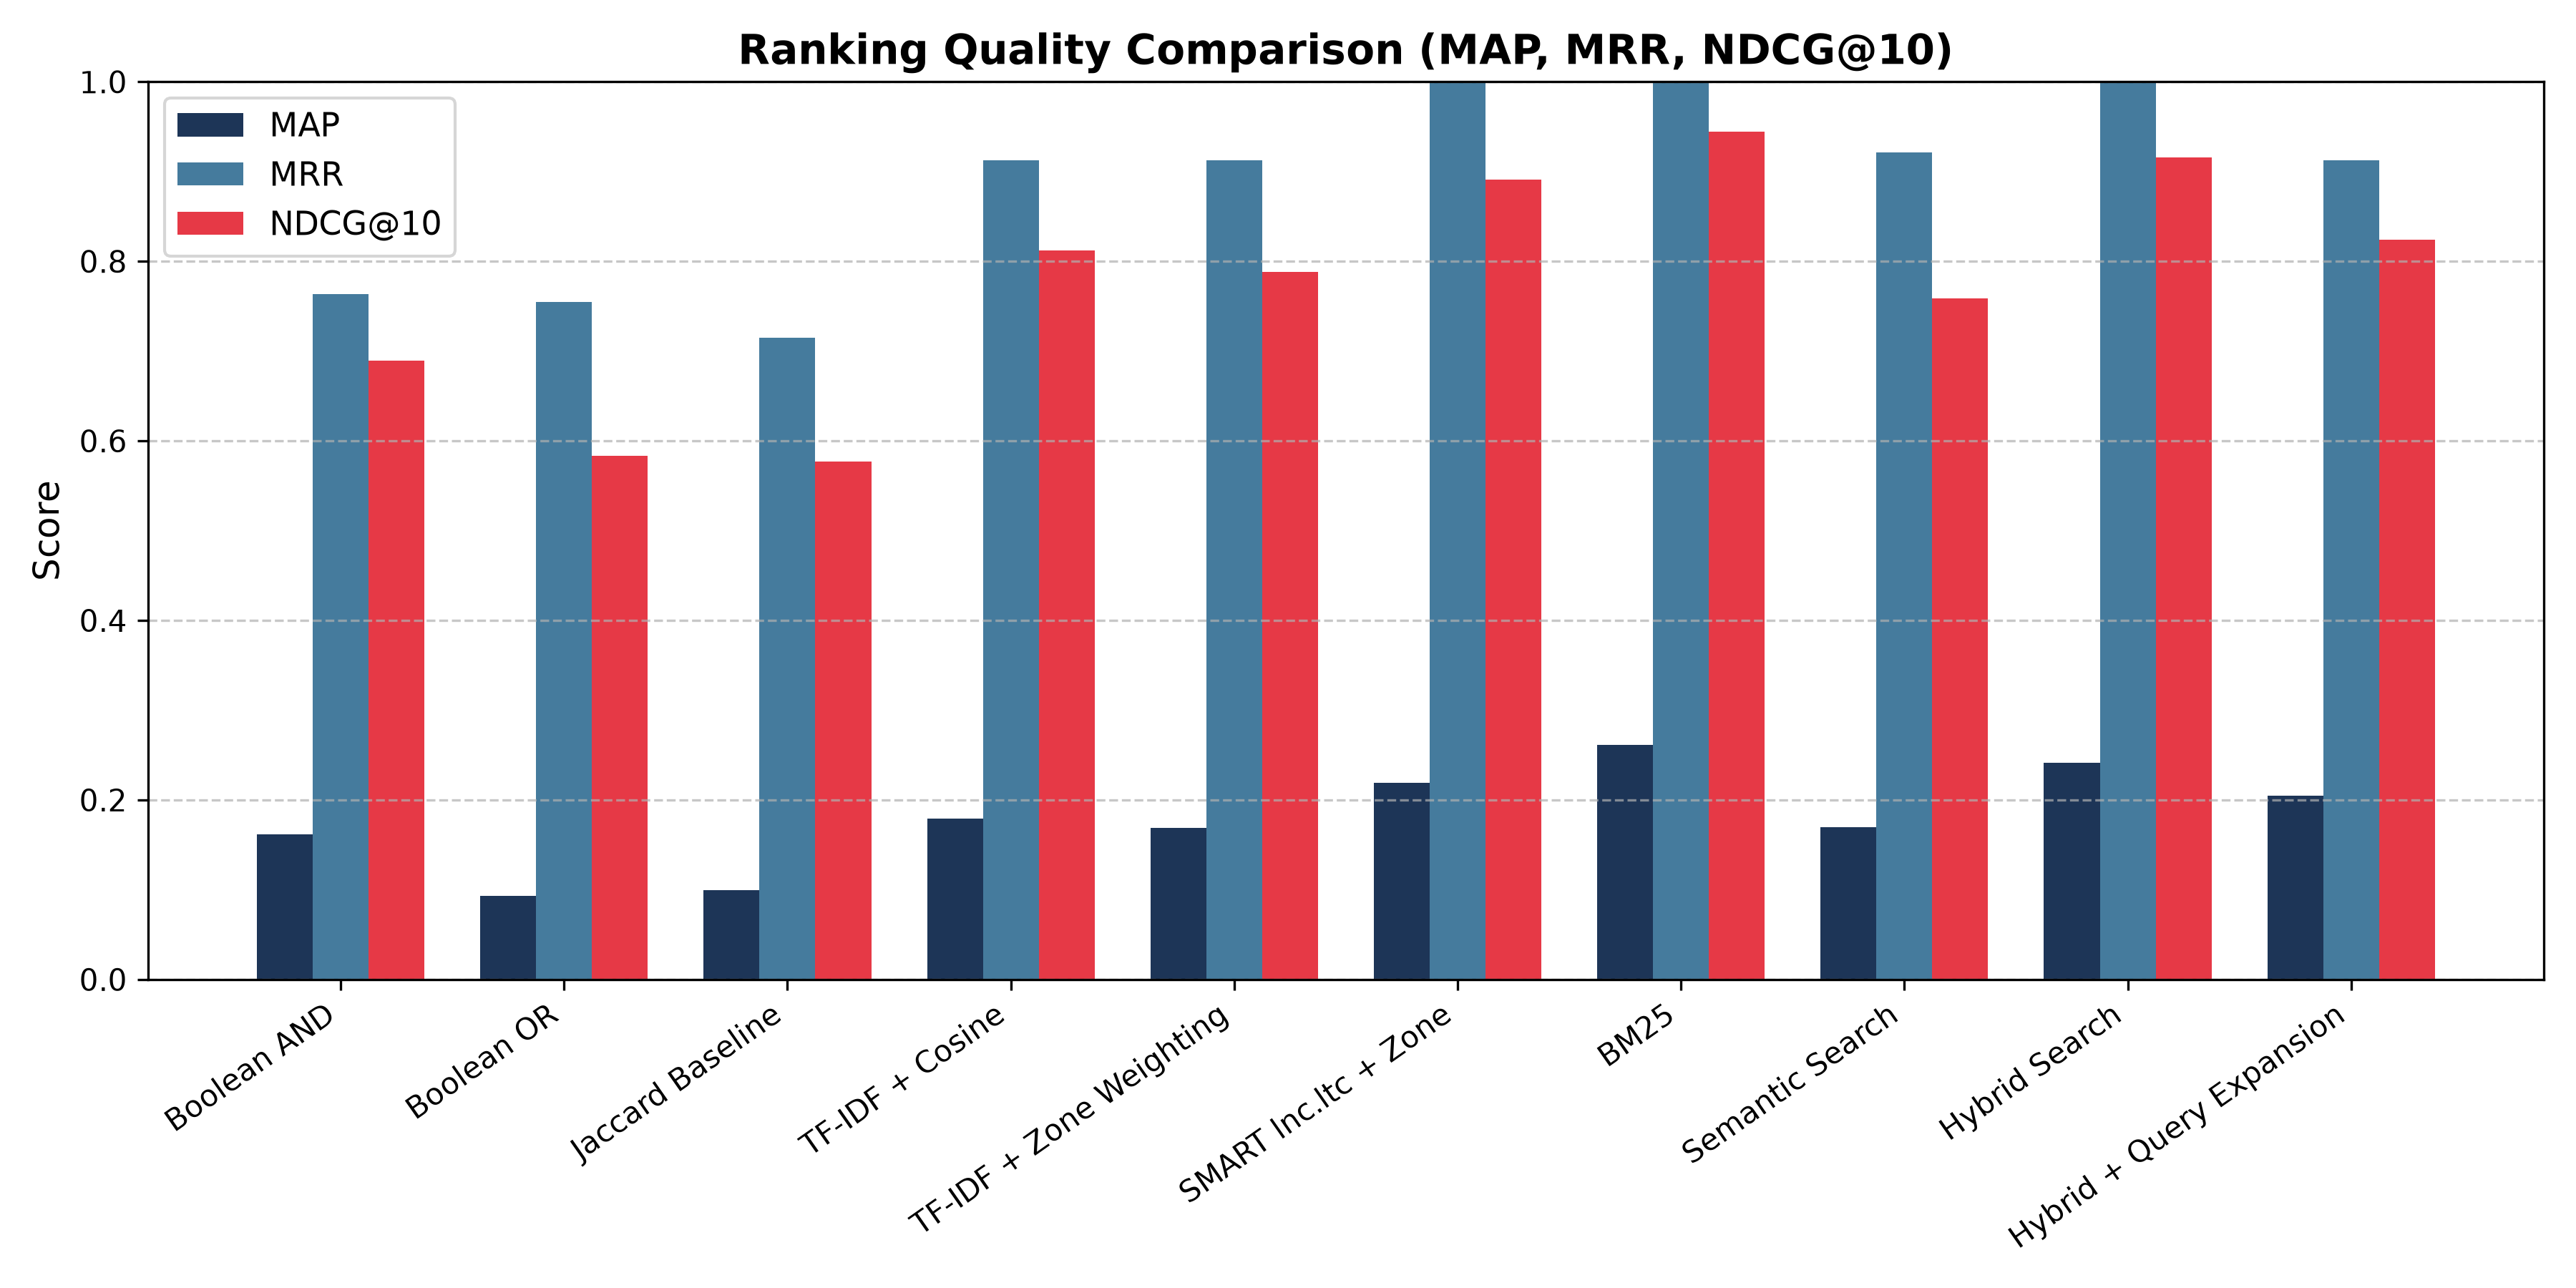 Ranking Quality Comparison (MAP, MRR, NDCG@10)
MAP
MRR
NDCG@10
Score
1.0
0.8
0.6
0.4
0.2
0.0
Boolean AND
Boolean OR
Jaccard Baseline
TF-IDF + Cosine
TF-IDF + Zone Weighting
SMART lnc.ltc + Zone
BM25
Semantic Search
Hybrid Search
Hybrid + Query Expansion